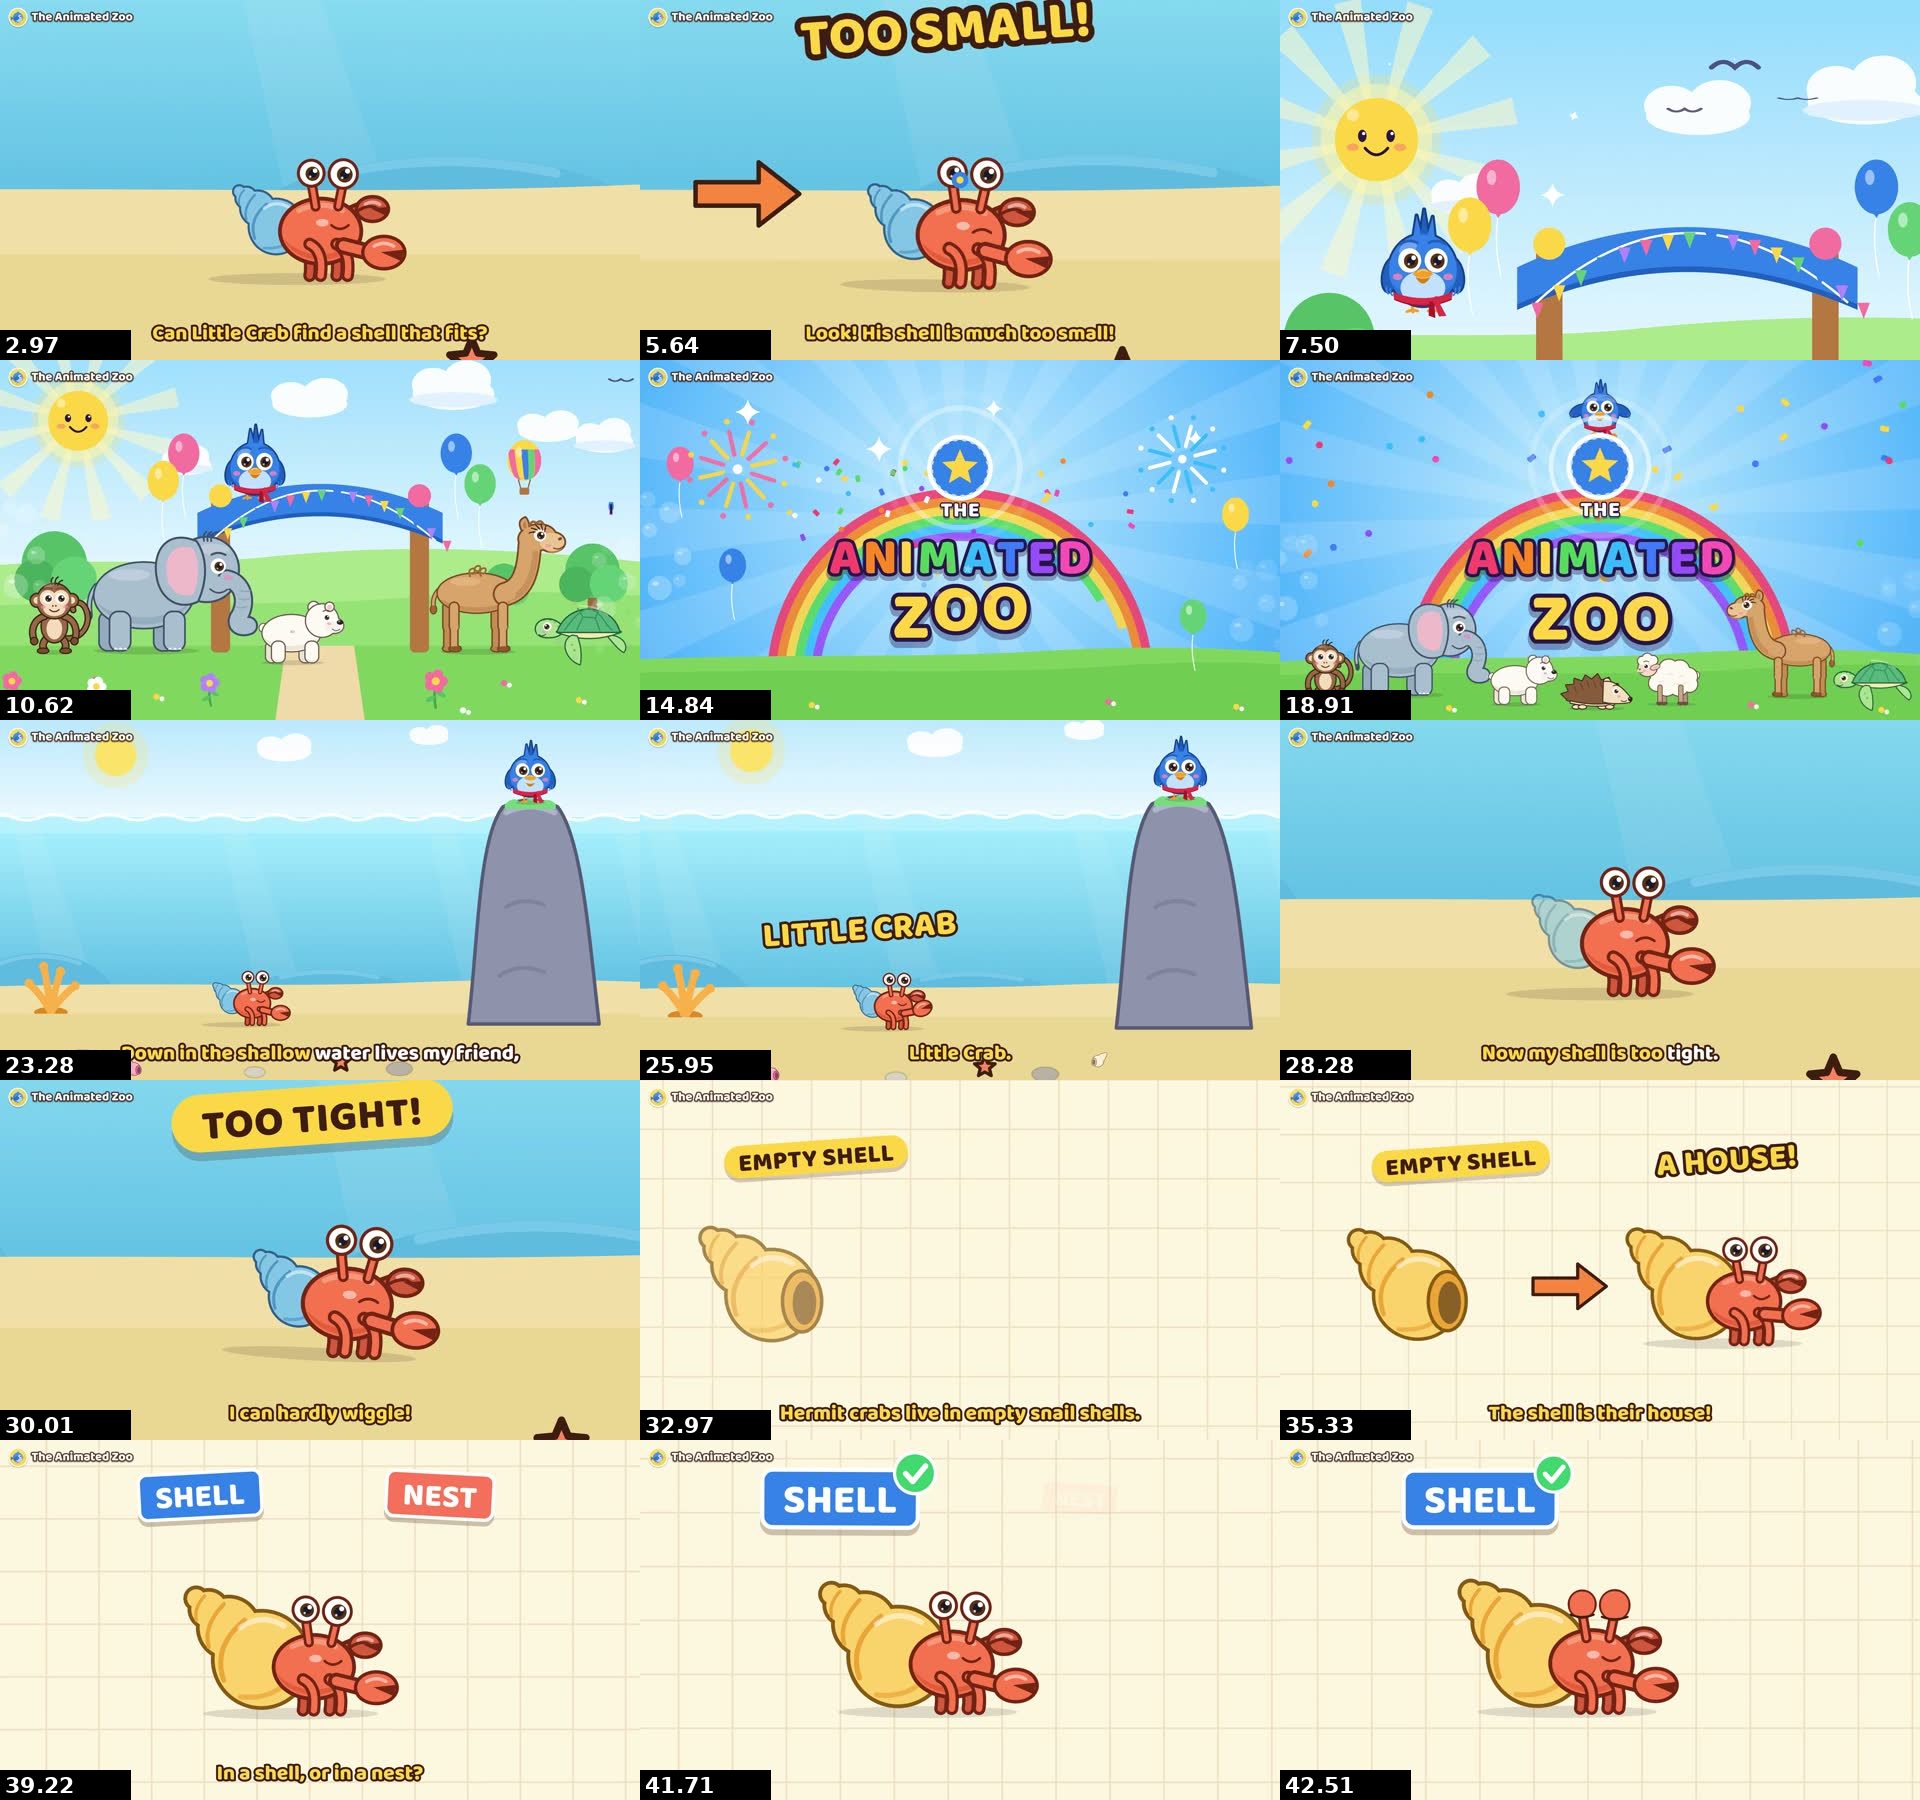 The Animated Zoo
Can Little Crab find a shell that fits?
2.97
The Animated Zoo
TOO SMALL!
Look! His shell is much too small!
5.64
The Animated Zoo
7.50
The Animated Zoo
10.62
The Animated Zoo
THE
ANIMATED
ZOO
14.84
The Animated Zoo
THE
ANIMATED
ZOO
18.91
The Animated Zoo
Down in the shallow water lives my friend,
23.28
The Animated Zoo
LITTLE CRAB
Little Crab.
25.95
The Animated Zoo
Now my shell is too tight.
28.28
The Animated Zoo
TOO TIGHT!
I can hardly wiggle!
30.01
The Animated Zoo
EMPTY SHELL
Hermit crabs live in empty snail shells.
32.97
The Animated Zoo
EMPTY SHELL
A HOUSE!
The shell is their house!
35.33
The Animated Zoo
SHELL
NEST
In a shell, or in a nest?
39.22
The Animated Zoo
SHELL
NEST
41.71
The Animated Zoo
SHELL
42.51